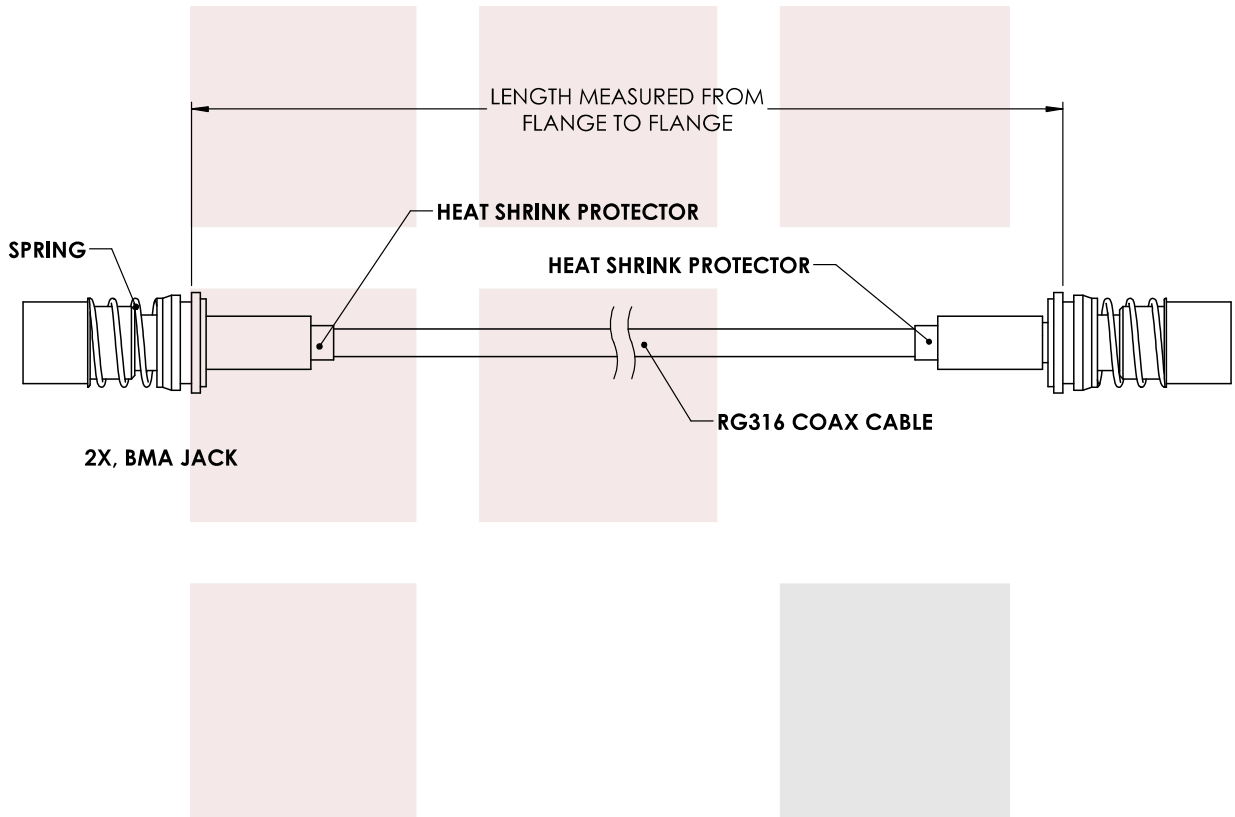 LENGTH MEASURED FROM
FLANGE TO FLANGE
HEAT SHRINK PROTECTOR
SPRING
HEAT SHRINK PROTECTOR
RG316 COAX CABLE
2X, BMA JACK